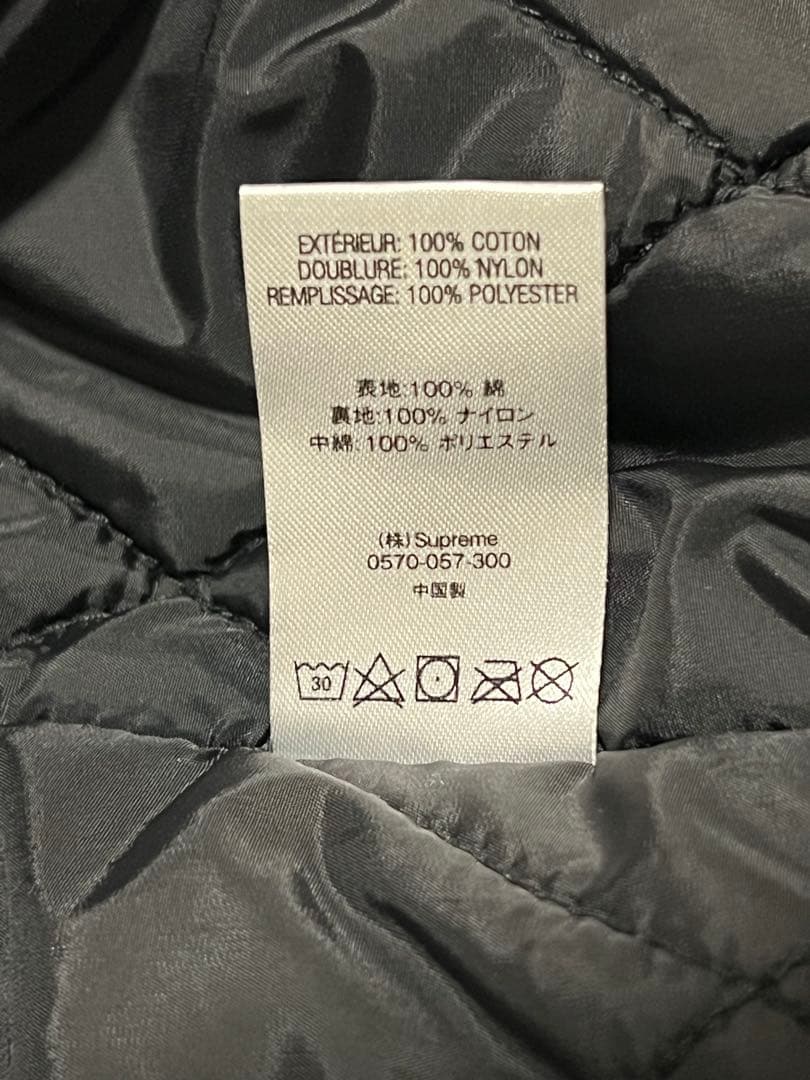 EXTÉRIEUR: 100% COTON
DOUBLURE: 100% NYLON
REMPLISSAGE: 100% POLYESTER
表地:100% 綿
裏地:100% ナイロン
中綿:100% ポリエステル
(株)Supreme
0570-057-300
中国製
30